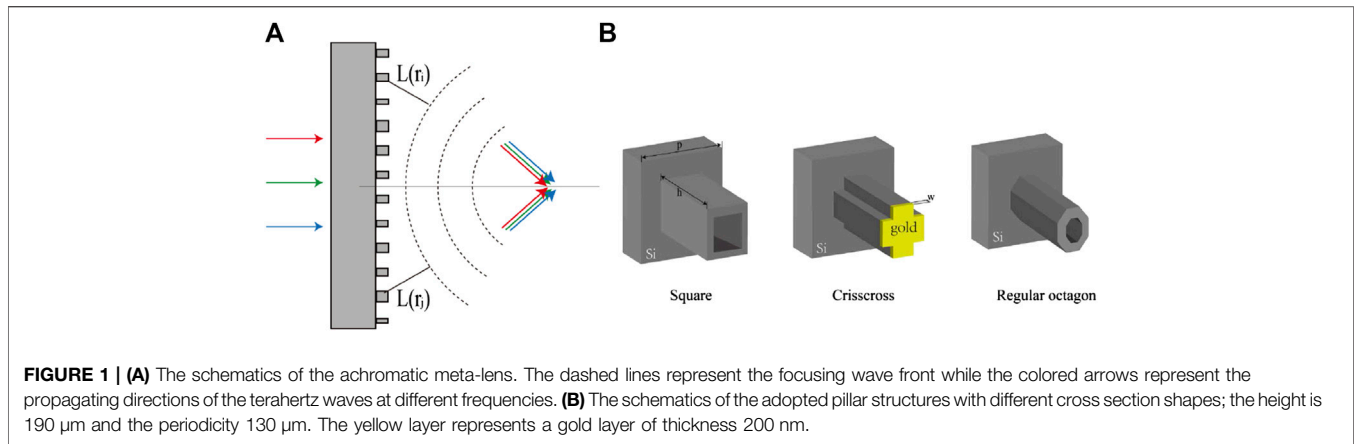 A
B
L(rᵢ)
L(rⱼ)
p
h
Si
w
gold
Si
Si
Square
Crisscross
Regular octagon
FIGURE 1 | (A) The schematics of the achromatic meta-lens. The dashed lines represent the focusing wave front while the colored arrows represent the
propagating directions of the terahertz waves at different frequencies. (B) The schematics of the adopted pillar structures with different cross section shapes; the height is
190 μm and the periodicity 130 μm. The yellow layer represents a gold layer of thickness 200 nm.